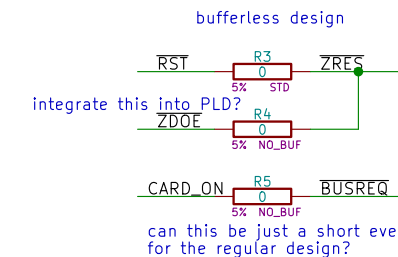 bufferless design
RST R3 ZRES
0
5% STD
integrate this into PLD?
ZDOE R4
0
5% NO_BUF
CARD_ON R5 BUSREQ
0
5% NO_BUF
can this be just a short eve
for the regular design?